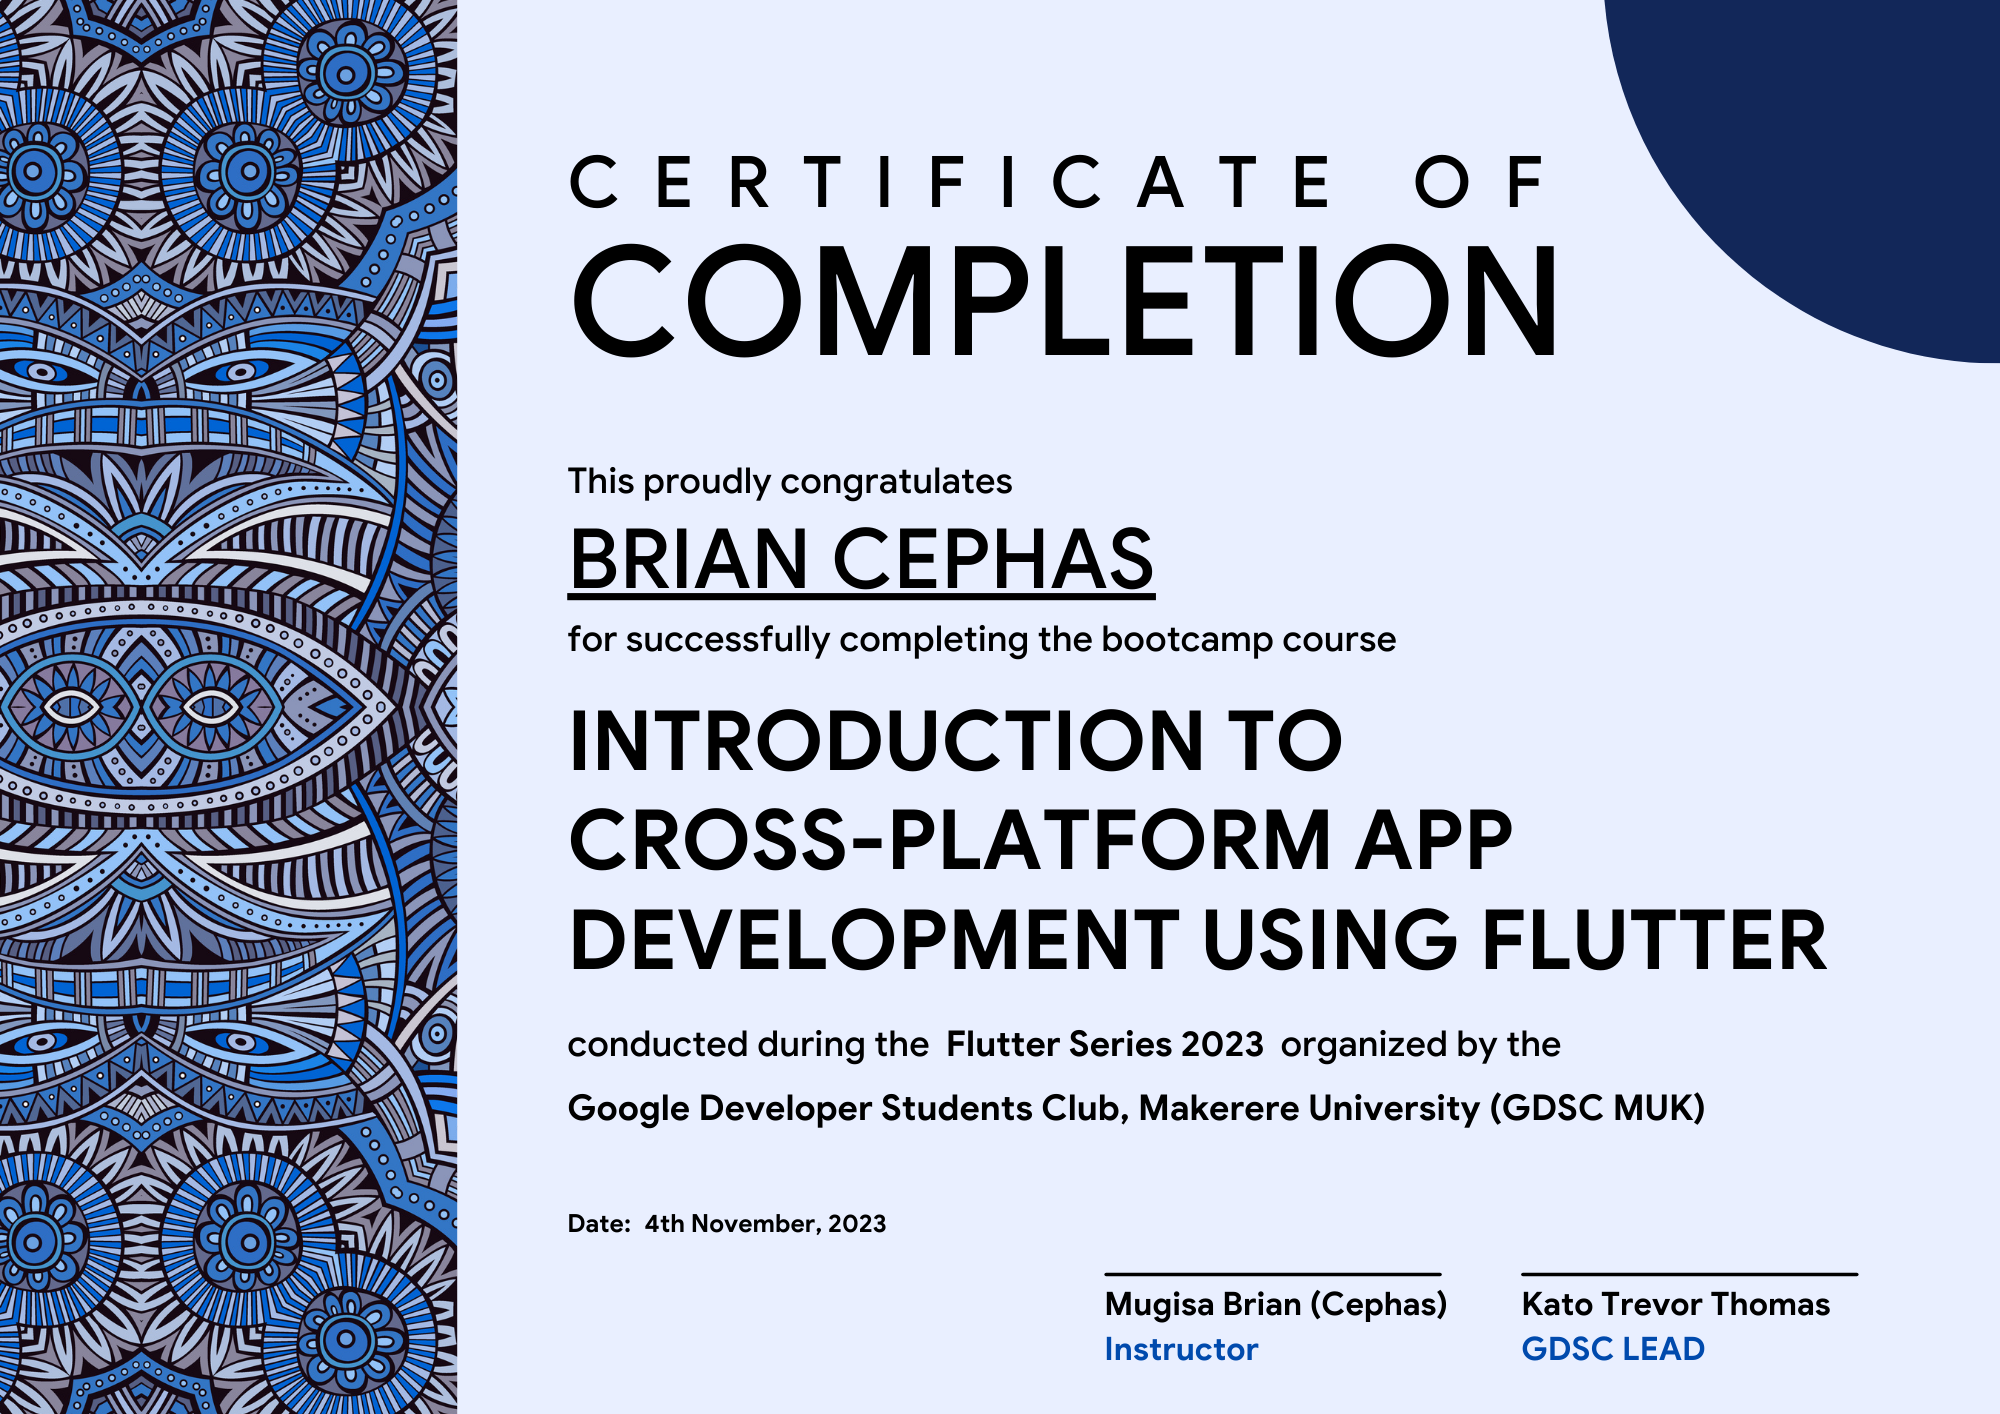 CERTIFICATE OF
COMPLETION
This proudly congratulates
BRIAN CEPHAS
for successfully completing the bootcamp course
INTRODUCTION TO
CROSS-PLATFORM APP
DEVELOPMENT USING FLUTTER
conducted during the Flutter Series 2023 organized by the
Google Developer Students Club, Makerere University (GDSC MUK)
Date: 4th November, 2023
Mugisa Brian (Cephas)
Instructor
Kato Trevor Thomas
GDSC LEAD